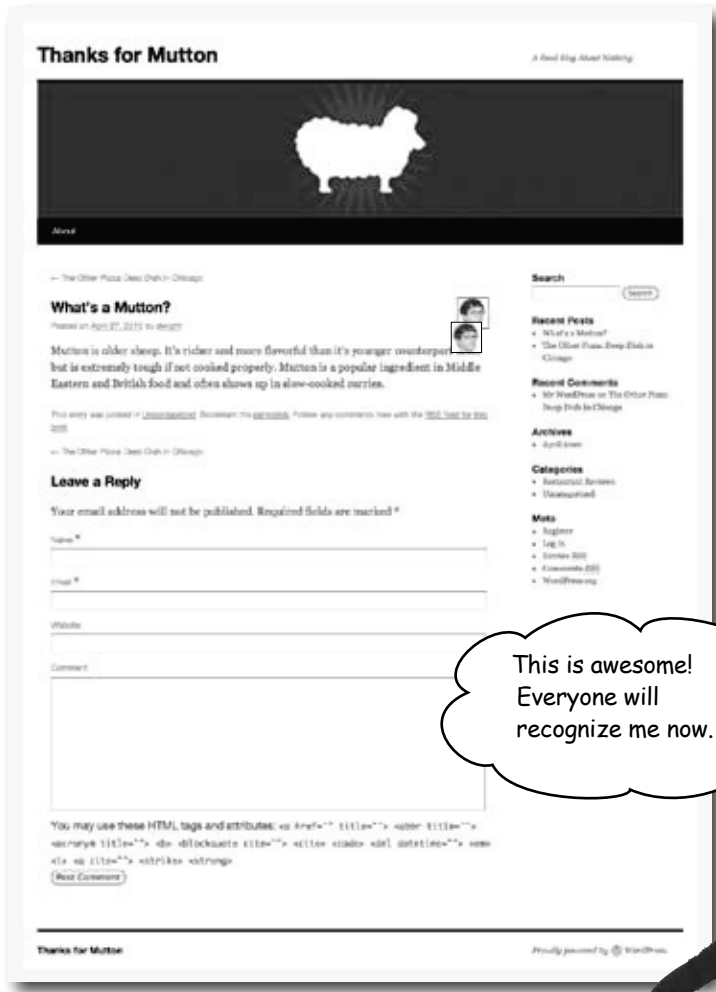 Thanks for Mutton
A Food Blog About Nothing
About
← The Other Pizza: Deep Dish in Chicago
What's a Mutton?
Posted on April 27, 2010 by dwight
Mutton is older sheep. It's richer and more flavorful than it's younger counterpart
but is extremely tough if not cooked properly. Mutton is a popular ingredient in Middle
Eastern and British food and often shows up in slow-cooked curries.
This entry was posted in Uncategorized. Bookmark the permalink. Follow any comments here with the RSS feed for this
post.
← The Other Pizza: Deep Dish in Chicago
Leave a Reply
Your email address will not be published. Required fields are marked *
Name *
Email *
Website
Comment
You may use these HTML tags and attributes: <a href="" title=""> <abbr title="">
<acronym title=""> <b> <blockquote cite=""> <cite> <code> <del datetime=""> <em>
<i> <q cite=""> <strike> <strong>
Post Comment
Search
Search
Recent Posts
What's a Mutton?
The Other Pizza: Deep Dish in
Chicago
Recent Comments
Mr WordPress on The Other Pizza:
Deep Dish in Chicago
Archives
April 2010
Categories
Restaurant Reviews
Uncategorized
Meta
Register
Log in
Entries RSS
Comments RSS
WordPress.org
This is awesome!
Everyone will
recognize me now.
Thanks for Mutton
Proudly powered by WordPress.